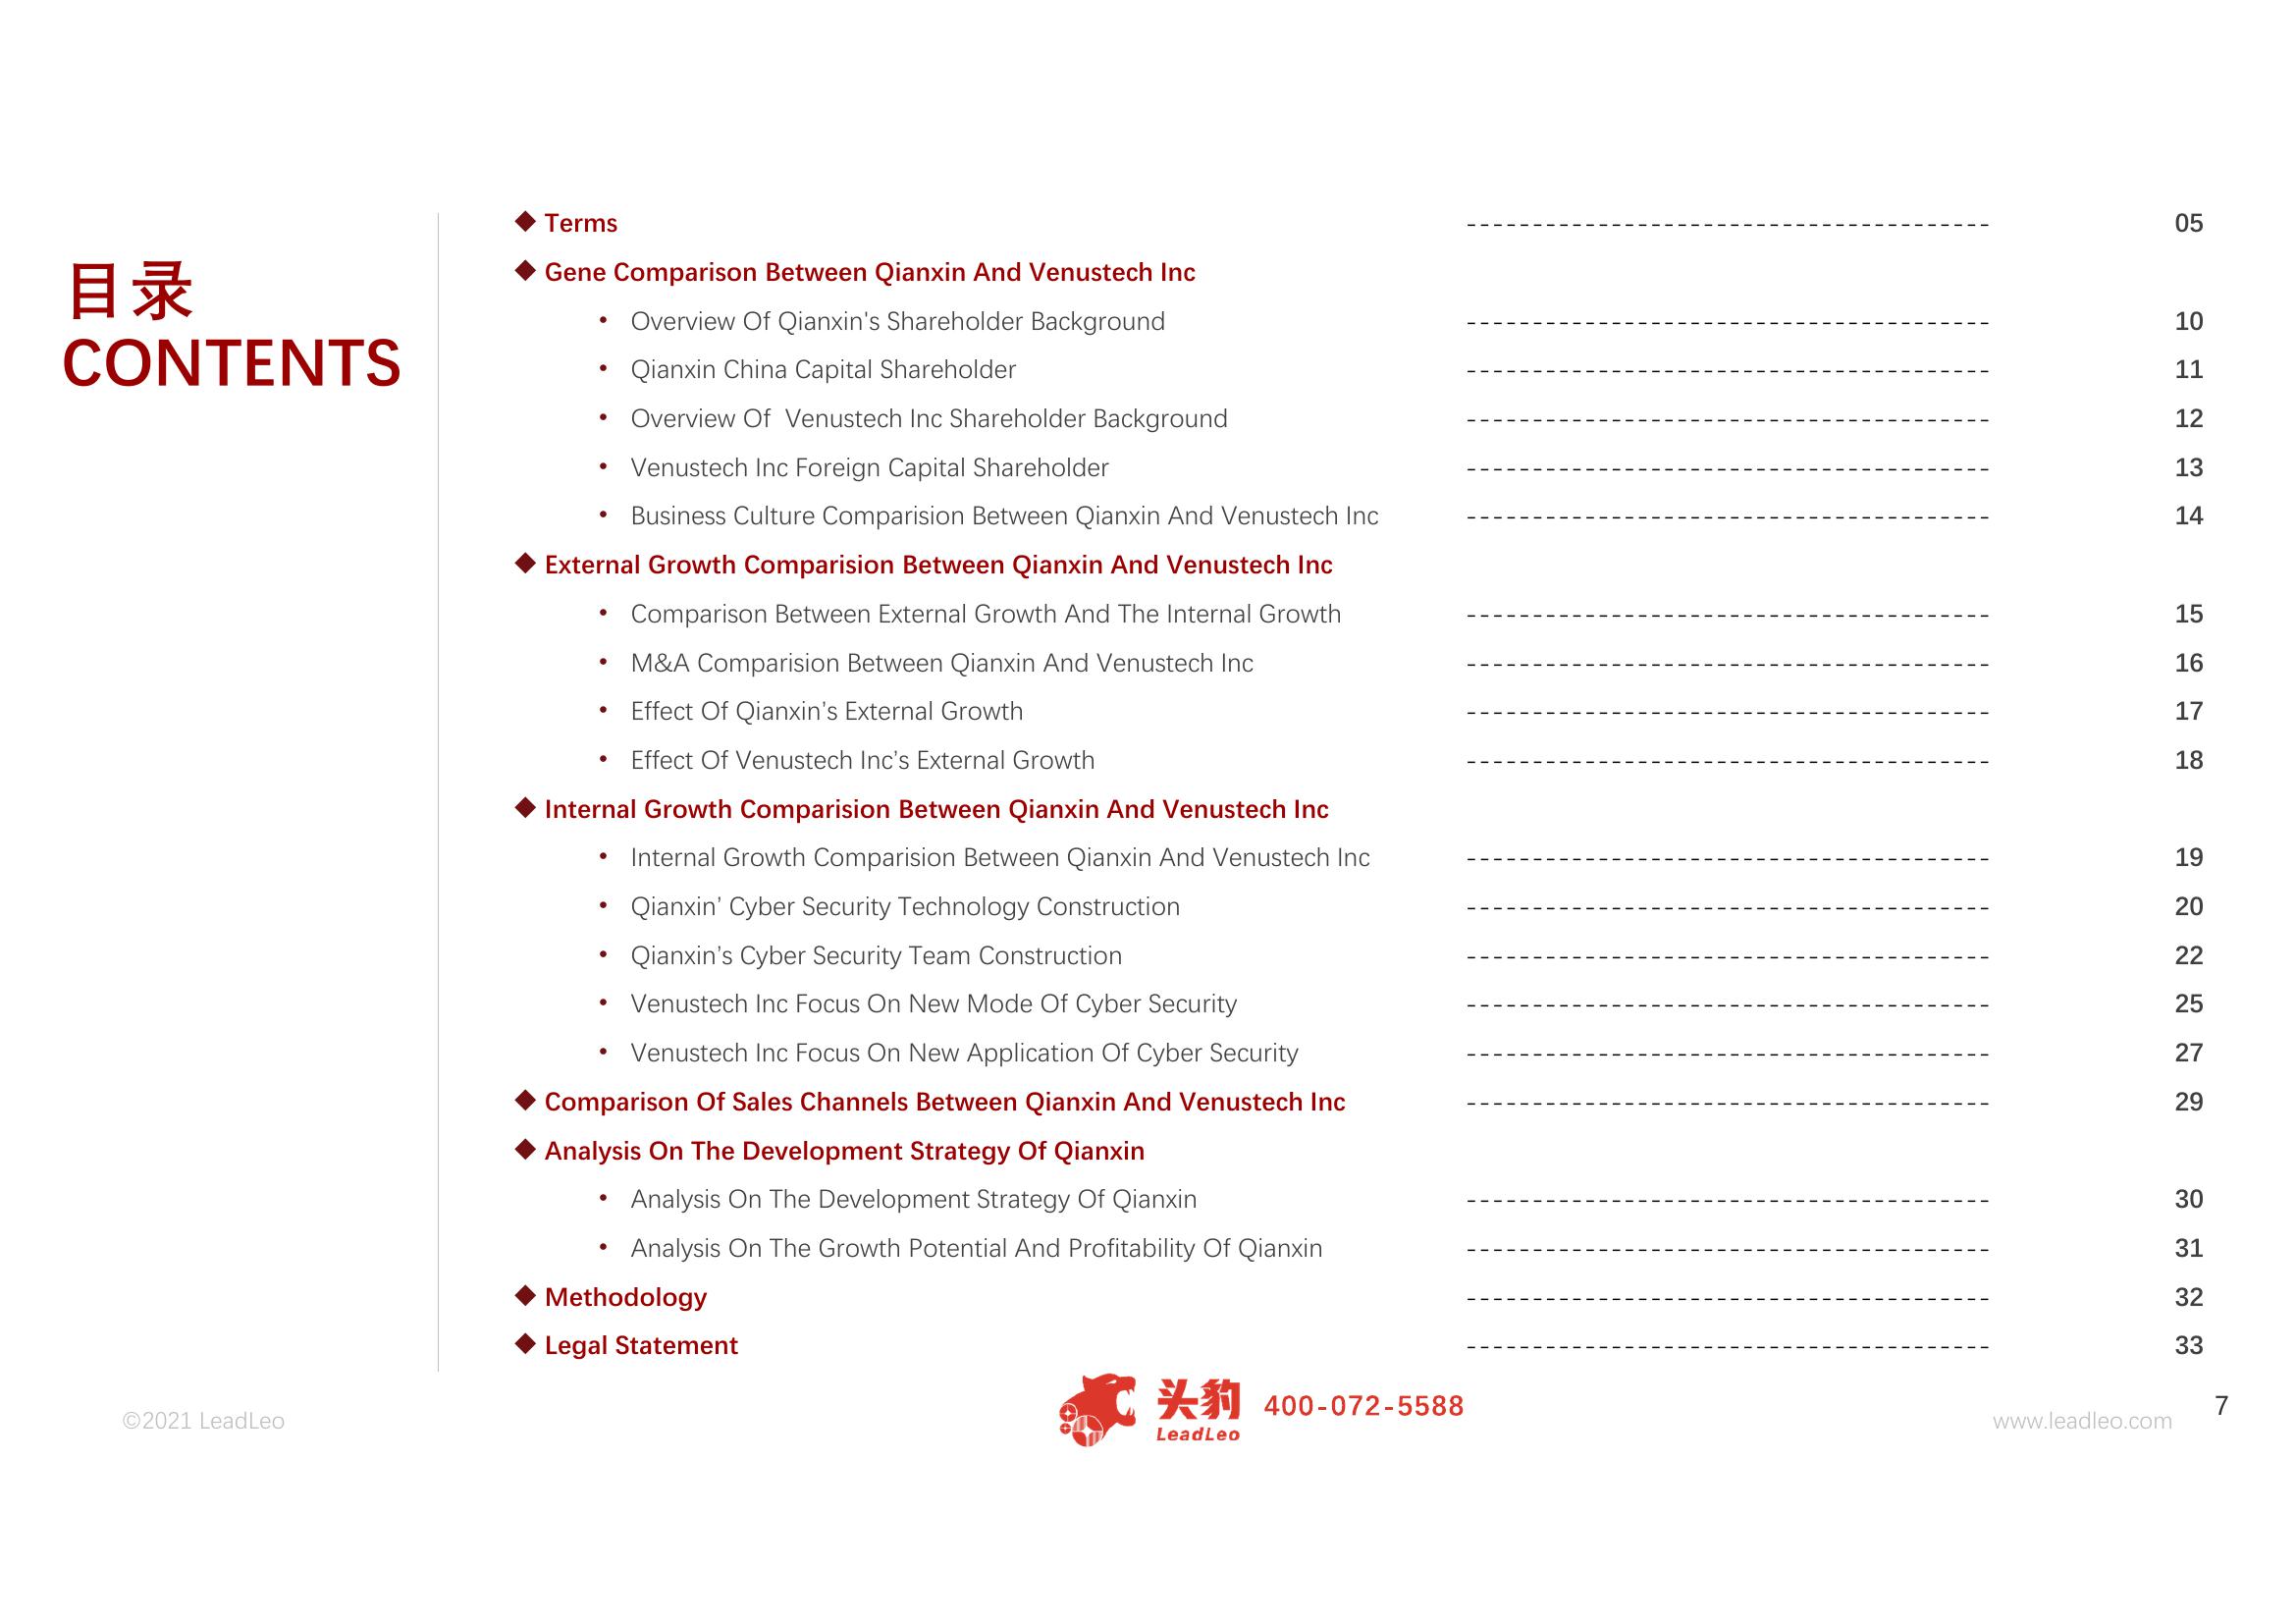 目录
CONTENTS
◆ Terms ---------------------------------------- 05
◆ Gene Comparison Between Qianxin And Venustech Inc
• Overview Of Qianxin's Shareholder Background ---------------------------------------- 10
• Qianxin China Capital Shareholder ---------------------------------------- 11
• Overview Of  Venustech Inc Shareholder Background ---------------------------------------- 12
• Venustech Inc Foreign Capital Shareholder ---------------------------------------- 13
• Business Culture Comparision Between Qianxin And Venustech Inc ---------------------------------------- 14
◆ External Growth Comparision Between Qianxin And Venustech Inc
• Comparison Between External Growth And The Internal Growth ---------------------------------------- 15
• M&A Comparision Between Qianxin And Venustech Inc ---------------------------------------- 16
• Effect Of Qianxin’s External Growth ---------------------------------------- 17
• Effect Of Venustech Inc’s External Growth ---------------------------------------- 18
◆ Internal Growth Comparision Between Qianxin And Venustech Inc
• Internal Growth Comparision Between Qianxin And Venustech Inc ---------------------------------------- 19
• Qianxin’ Cyber Security Technology Construction ---------------------------------------- 20
• Qianxin’s Cyber Security Team Construction ---------------------------------------- 22
• Venustech Inc Focus On New Mode Of Cyber Security ---------------------------------------- 25
• Venustech Inc Focus On New Application Of Cyber Security ---------------------------------------- 27
◆ Comparison Of Sales Channels Between Qianxin And Venustech Inc ---------------------------------------- 29
◆ Analysis On The Development Strategy Of Qianxin
• Analysis On The Development Strategy Of Qianxin ---------------------------------------- 30
• Analysis On The Growth Potential And Profitability Of Qianxin ---------------------------------------- 31
◆ Methodology ---------------------------------------- 32
◆ Legal Statement ---------------------------------------- 33
©2021 LeadLeo
头豹
LeadLeo
400-072-5588
www.leadleo.com
7